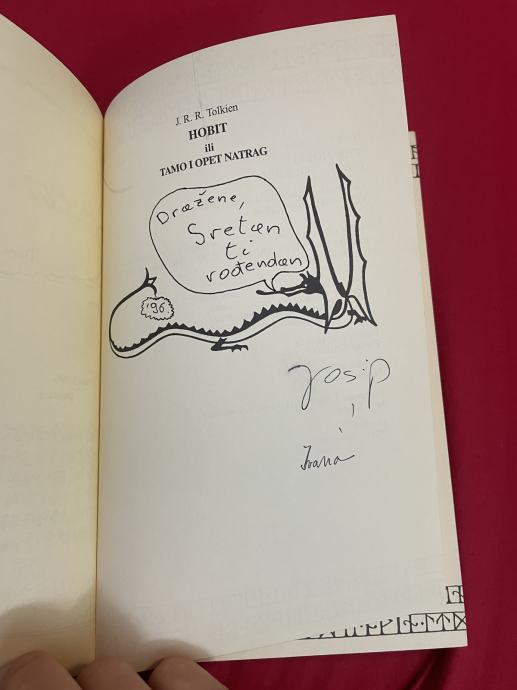 J. R. R. Tolkien
HOBIT
ili
TAMO I OPET NATRAG
Dražene,
Sretan
ti
rođendan
'96.
Josip
i
Ivana